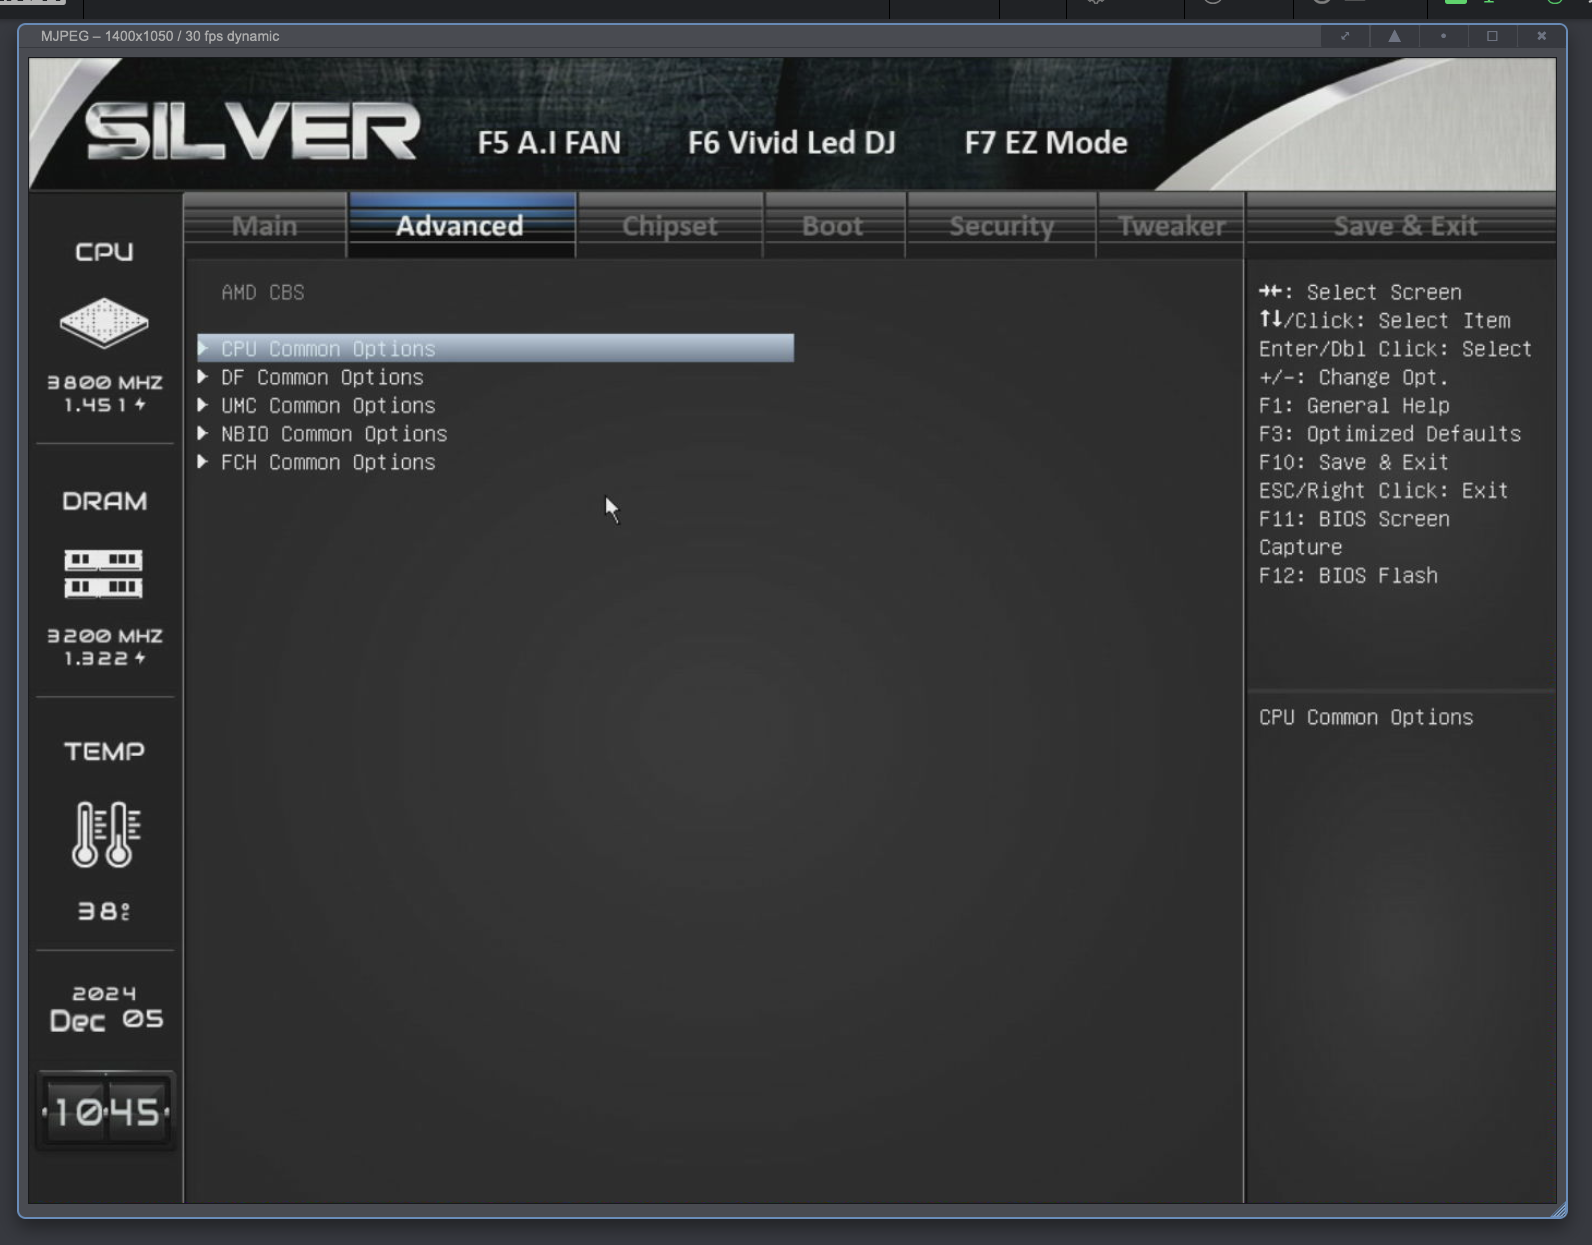 MJPEG – 1400x1050 / 30 fps dynamic
SILVER
F5 A.I FAN
F6 Vivid Led DJ
F7 EZ Mode
Main
Advanced
Chipset
Boot
Security
Tweaker
Save & Exit
CPU
3800 MHZ
1.451
DRAM
3200 MHZ
1.322
TEMP
38°C
2024
Dec 05
10:45
AMD CBS
CPU Common Options
DF Common Options
UMC Common Options
NBIO Common Options
FCH Common Options
→←: Select Screen
↑↓/Click: Select Item
Enter/Dbl Click: Select
+/-: Change Opt.
F1: General Help
F3: Optimized Defaults
F10: Save & Exit
ESC/Right Click: Exit
F11: BIOS Screen
Capture
F12: BIOS Flash
CPU Common Options